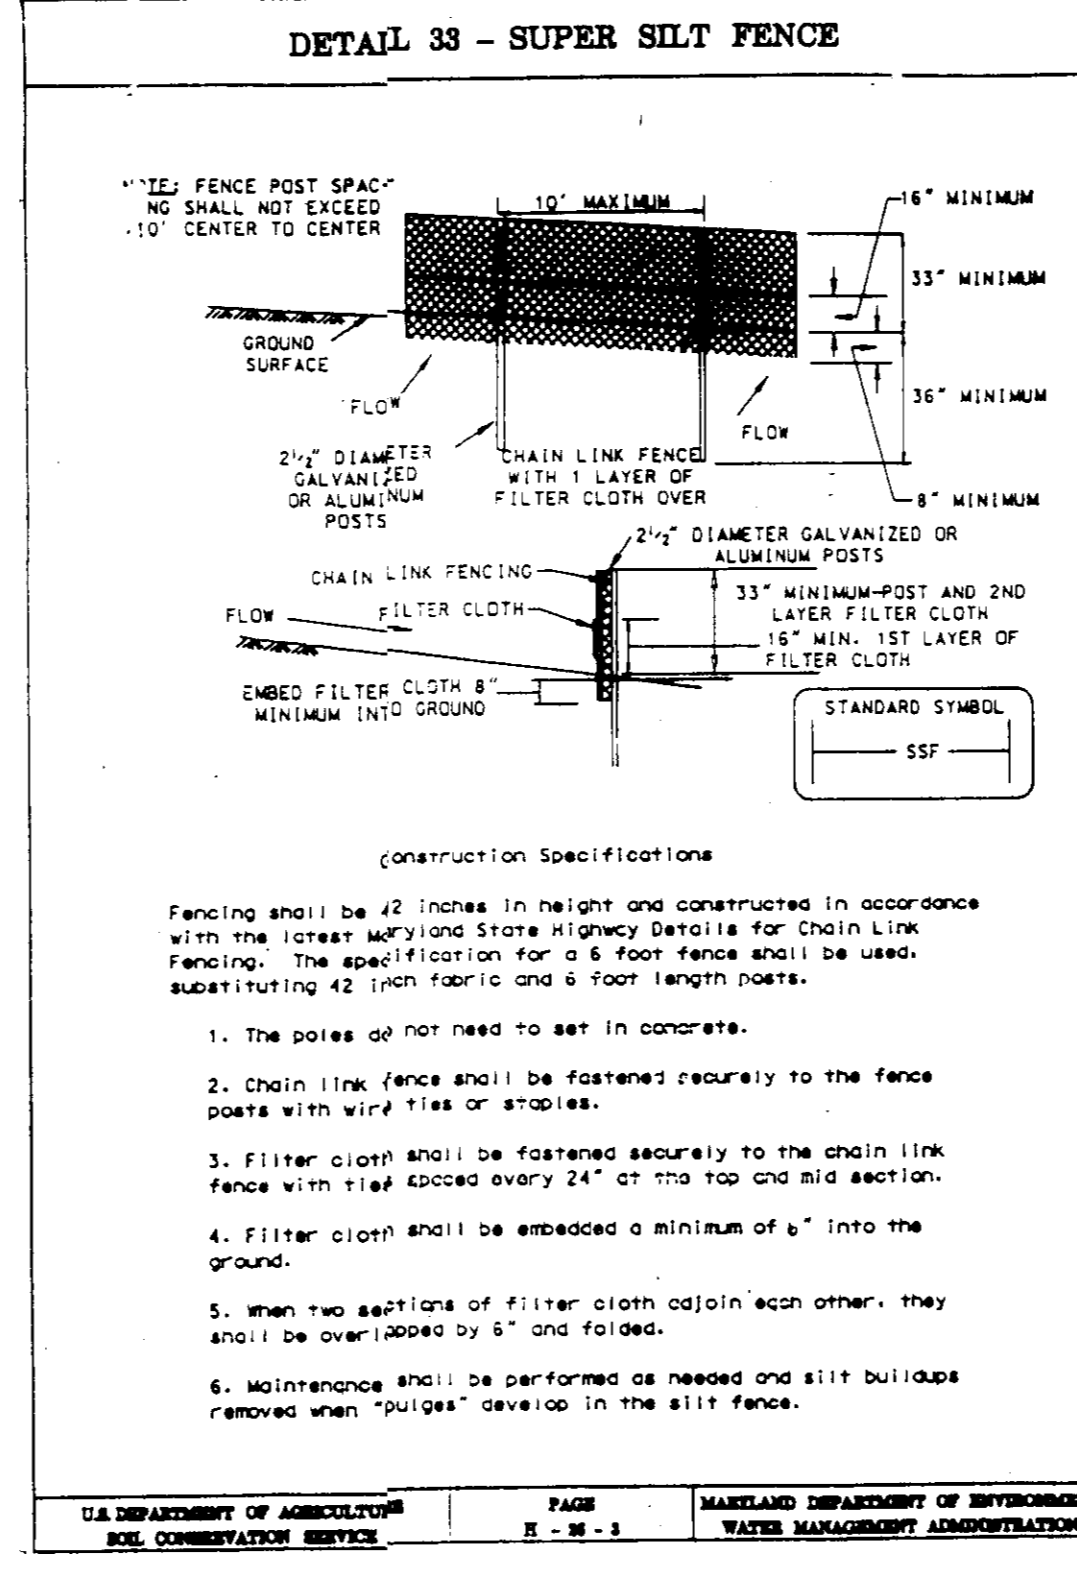 DETAIL 33 - SUPER SILT FENCE
FENCE POST SPAC-
NG SHALL NOT EXCEED
10' CENTER TO CENTER
10' MAXIMUM
16" MINIMUM
33" MINIMUM
GROUND
SURFACE
FLOW
36" MINIMUM
FLOW
2 1/2" DIAMETER
GALVANIZED
OR ALUMINUM
POSTS
CHAIN LINK FENCE
WITH 1 LAYER OF
FILTER CLOTH OVER
8" MINIMUM
2 1/2" DIAMETER GALVANIZED OR
ALUMINUM POSTS
CHAIN LINK FENCING
FILTER CLOTH
FLOW
33" MINIMUM-POST AND 2ND
LAYER FILTER CLOTH
16" MIN. 1ST LAYER OF
FILTER CLOTH
EMBED FILTER CLOTH 8"
MINIMUM INTO GROUND
STANDARD SYMBOL
SSF
Construction Specifications
Fencing shall be 42 inches in height and constructed in accordance
with the latest Maryland State Highway Details for Chain Link
Fencing. The specification for a 6 foot fence shall be used,
substituting 42 inch fabric and 6 foot length posts.
1. The poles do not need to set in concrete.
2. Chain link fence shall be fastened securely to the fence
posts with wire ties or staples.
3. Filter cloth shall be fastened securely to the chain link
fence with ties spaced every 24" at the top and mid section.
4. Filter cloth shall be embedded a minimum of into the
ground.
5. When two sections of filter cloth adjoin each other, they
shall be overlapped by 6" and folded.
6. Maintenance shall be performed as needed and silt buildups
removed when "bulges" develop in the silt fence.
U.S. DEPARTMENT OF AGRICULTURE
SOIL CONSERVATION SERVICE
PAGE
H - 26 - 3
MARYLAND DEPARTMENT OF ENVIRONME
WATER MANAGEMENT ADMINISTRATION